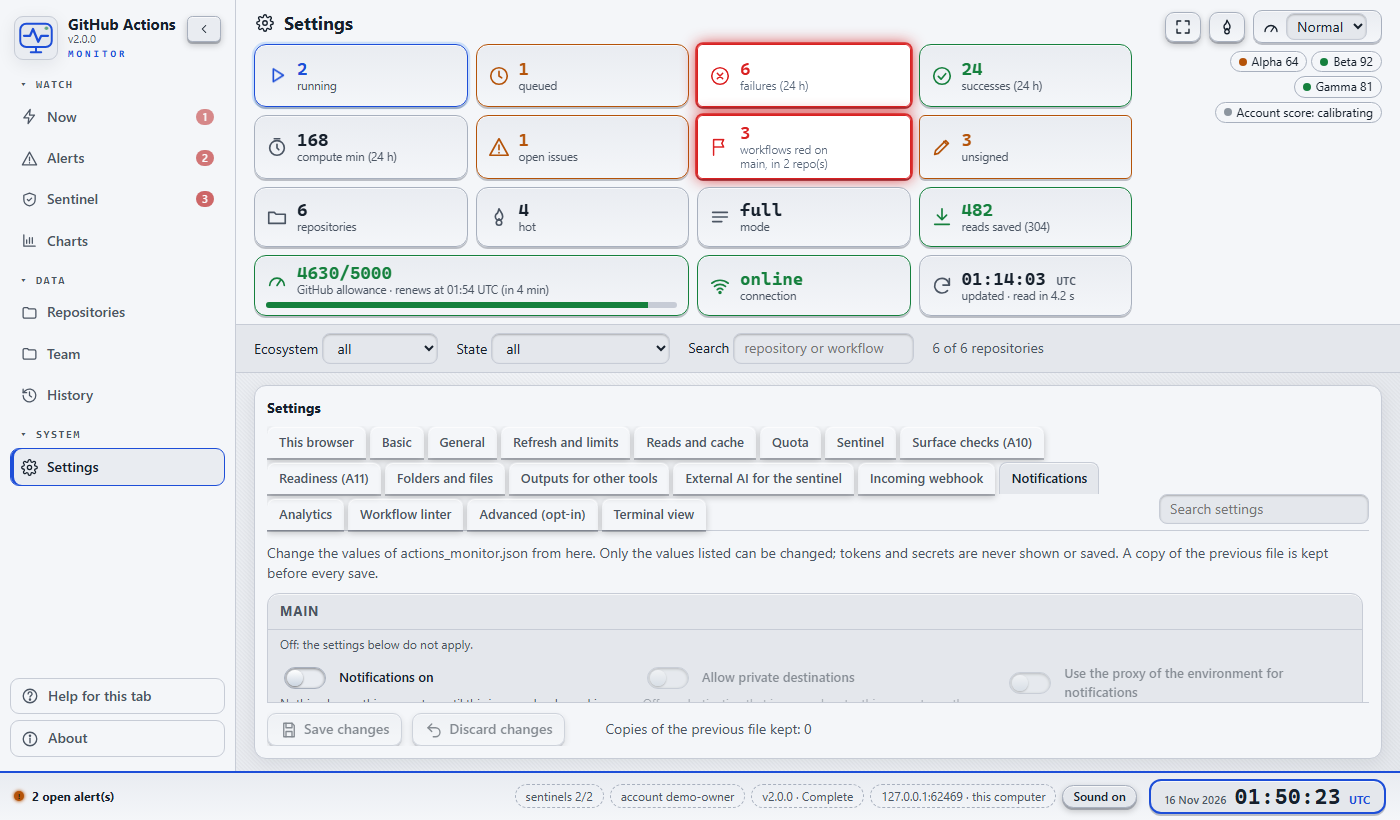 GitHub Actions
v2.0.0
MONITOR
WATCH
Now 1
Alerts 2
Sentinel 3
Charts
DATA
Repositories
Team
History
SYSTEM
Settings
Help for this tab
About
Settings
Normal
Alpha 64
Beta 92
Gamma 81
Account score: calibrating
2
running
1
queued
6
failures (24 h)
24
successes (24 h)
168
compute min (24 h)
1
open issues
3
workflows red on
main, in 2 repo(s)
3
unsigned
6
repositories
4
hot
full
mode
482
reads saved (304)
4630/5000
GitHub allowance · renews at 01:54 UTC (in 4 min)
online
connection
01:14:03 UTC
updated · read in 4.2 s
Ecosystem all State all Search repository or workflow 6 of 6 repositories
Settings
This browser Basic General Refresh and limits Reads and cache Quota Sentinel Surface checks (A10)
Readiness (A11) Folders and files Outputs for other tools External AI for the sentinel Incoming webhook Notifications
Analytics Workflow linter Advanced (opt-in) Terminal view
Search settings
Change the values of actions_monitor.json from here. Only the values listed can be changed; tokens and secrets are never shown or saved. A copy of the previous file is kept
before every save.
MAIN
Off: the settings below do not apply.
Notifications on
Allow private destinations
Use the proxy of the environment for
notifications
Save changes Discard changes Copies of the previous file kept: 0
2 open alert(s)
sentinels 2/2
account demo-owner
v2.0.0 · Complete
127.0.0.1:62469 · this computer
Sound on
16 Nov 2026 01:50:23 UTC